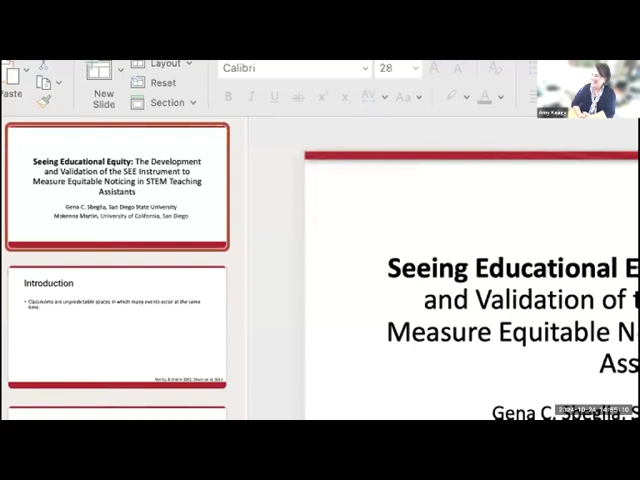 Layout
Paste
New
Slide
Reset
Section
Calibri
28
Seeing Educational Equity: The Development
and Validation of the SEE Instrument to
Measure Equitable Noticing in STEM Teaching
Assistants
Gena C. Sbeglia, San Diego State University
Makenna Martin, University of California, San Diego
Introduction
• Classrooms are unpredictable spaces in which many events occur at the same
time.
Seeing Educational E
and Validation of t
Measure Equitable N
Ass
Gena C. Sbeglia, S
2024-10-24